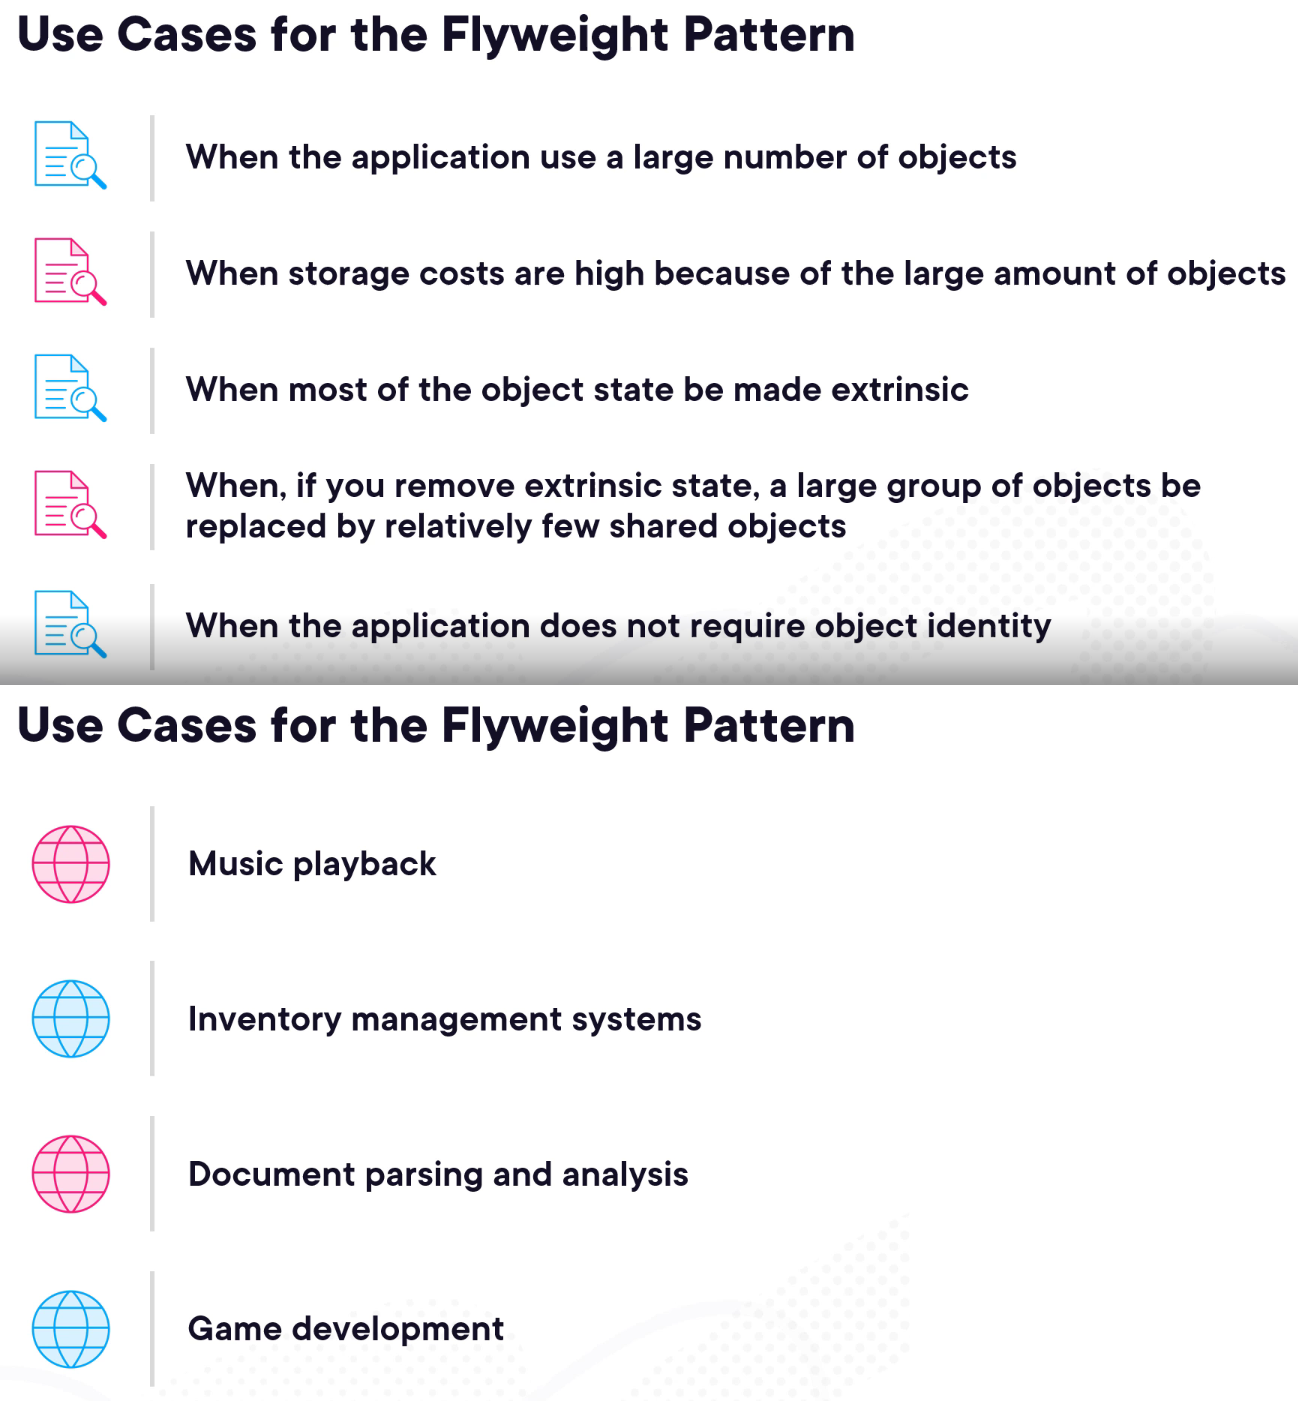 Use Cases for the Flyweight Pattern
When the application use a large number of objects
When storage costs are high because of the large amount of objects
When most of the object state be made extrinsic
When, if you remove extrinsic state, a large group of objects be
replaced by relatively few shared objects
When the application does not require object identity
Use Cases for the Flyweight Pattern
Music playback
Inventory management systems
Document parsing and analysis
Game development